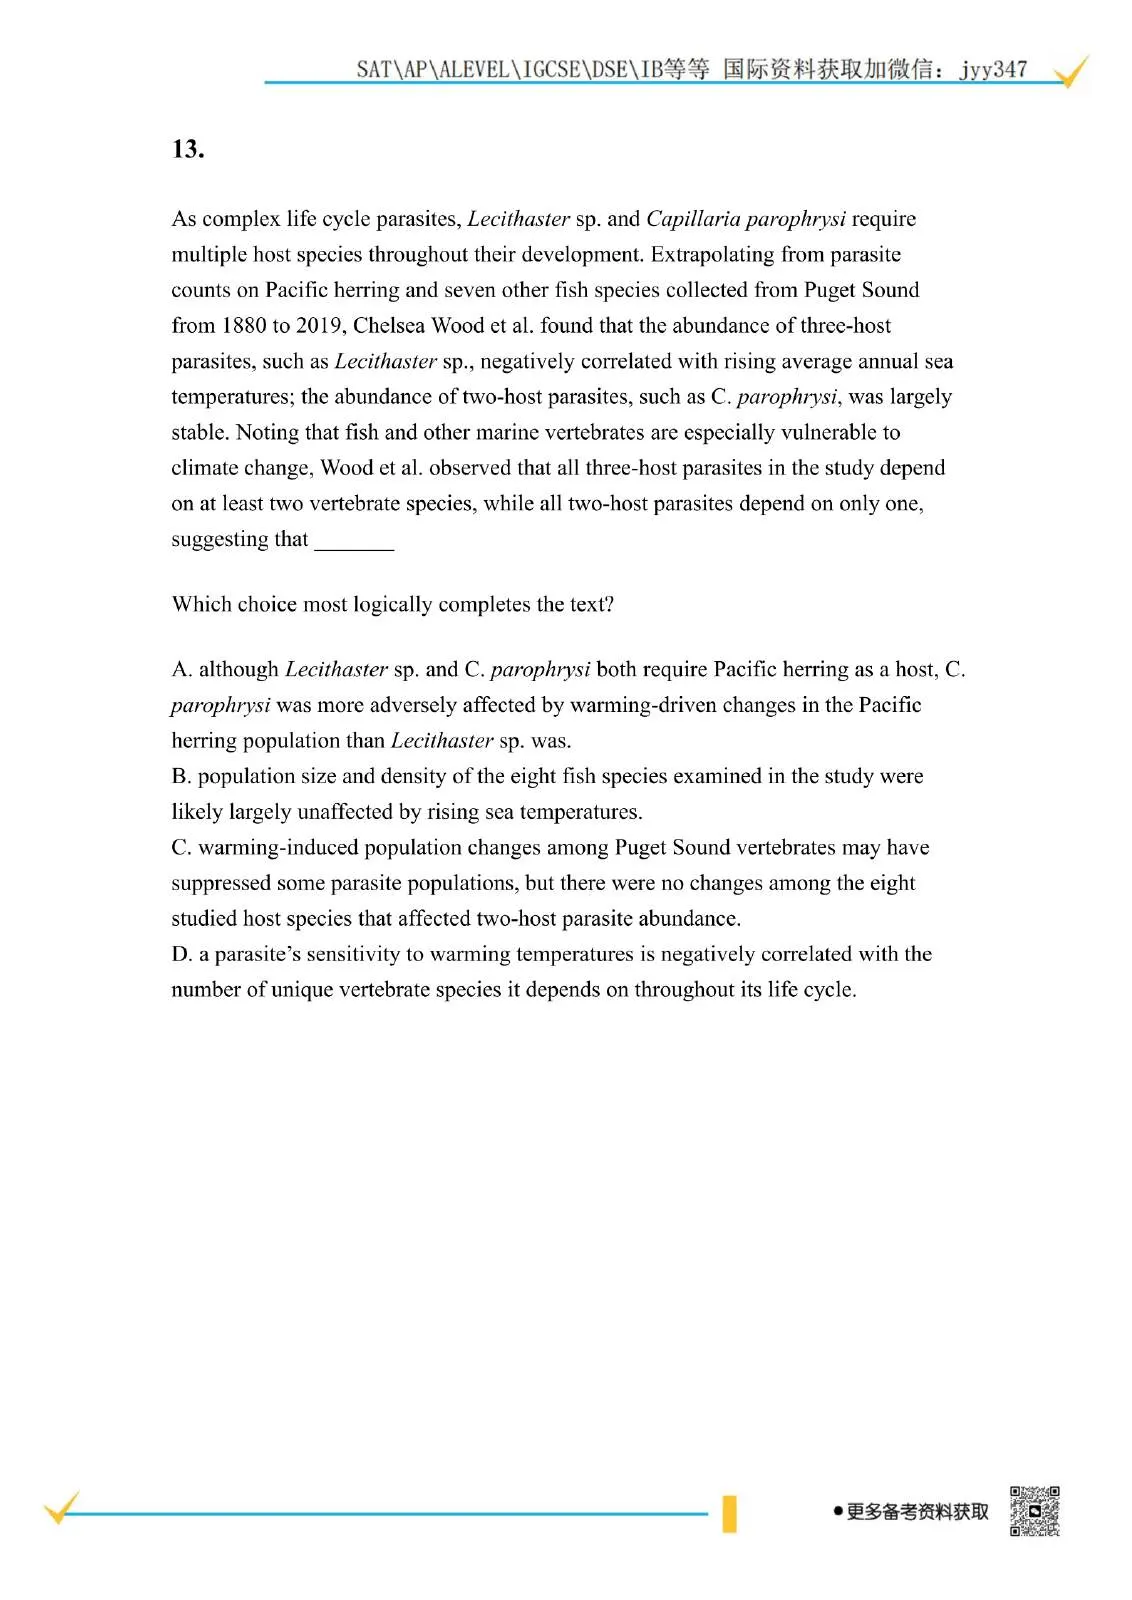 SAT\AP\ALEVEL\IGCSE\DSE\IB等等 国际资料获取加微信：jyy347
13.
As complex life cycle parasites, Lecithaster sp. and Capillaria parophrysi require
multiple host species throughout their development. Extrapolating from parasite
counts on Pacific herring and seven other fish species collected from Puget Sound
from 1880 to 2019, Chelsea Wood et al. found that the abundance of three-host
parasites, such as Lecithaster sp., negatively correlated with rising average annual sea
temperatures; the abundance of two-host parasites, such as C. parophrysi, was largely
stable. Noting that fish and other marine vertebrates are especially vulnerable to
climate change, Wood et al. observed that all three-host parasites in the study depend
on at least two vertebrate species, while all two-host parasites depend on only one,
suggesting that _______
Which choice most logically completes the text?
A. although Lecithaster sp. and C. parophrysi both require Pacific herring as a host, C.
parophrysi was more adversely affected by warming-driven changes in the Pacific
herring population than Lecithaster sp. was.
B. population size and density of the eight fish species examined in the study were
likely largely unaffected by rising sea temperatures.
C. warming-induced population changes among Puget Sound vertebrates may have
suppressed some parasite populations, but there were no changes among the eight
studied host species that affected two-host parasite abundance.
D. a parasite's sensitivity to warming temperatures is negatively correlated with the
number of unique vertebrate species it depends on throughout its life cycle.
●更多备考资料获取